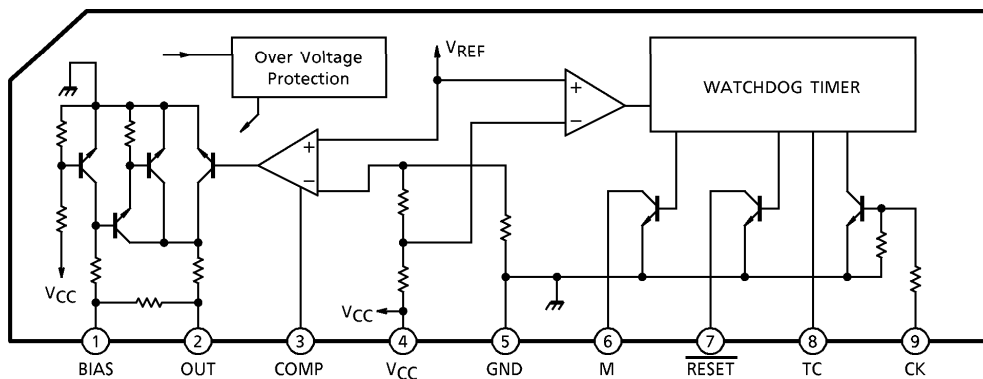 Over Voltage
Protection
VREF
WATCHDOG TIMER
+
−
+
−
VCC
VCC
1
2
3
4
5
6
7
8
9
BIAS
OUT
COMP
VCC
GND
M
RESET
TC
CK